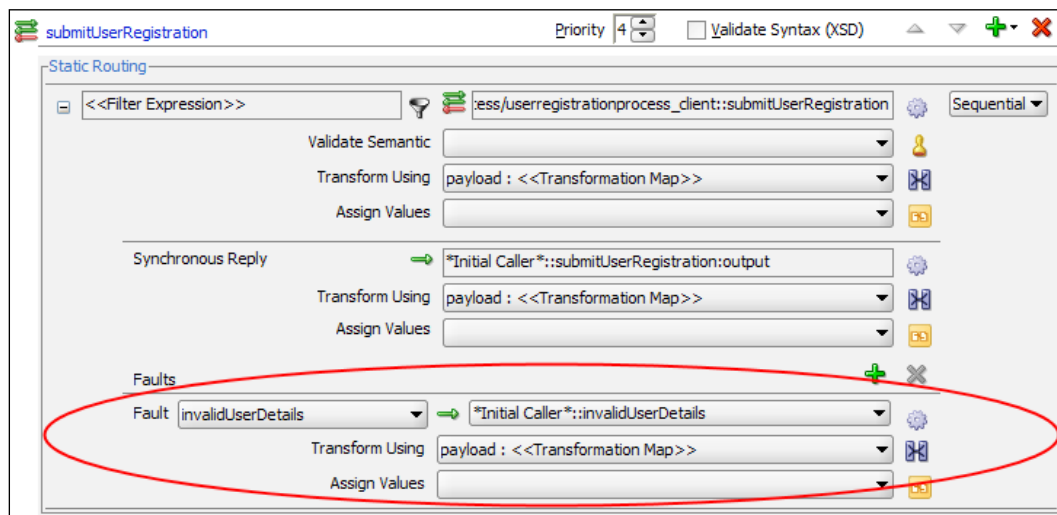 submitUserRegistration Priority 4 Validate Syntax (XSD)
Static Routing
<<Filter Expression>> :ess/userregistrationprocess_client::submitUserRegistration Sequential
Validate Semantic
Transform Using payload : <<Transformation Map>>
Assign Values
Synchronous Reply *Initial Caller*::submitUserRegistration:output
Transform Using payload : <<Transformation Map>>
Assign Values
Faults
Fault invalidUserDetails *Initial Caller*::invalidUserDetails
Transform Using payload : <<Transformation Map>>
Assign Values